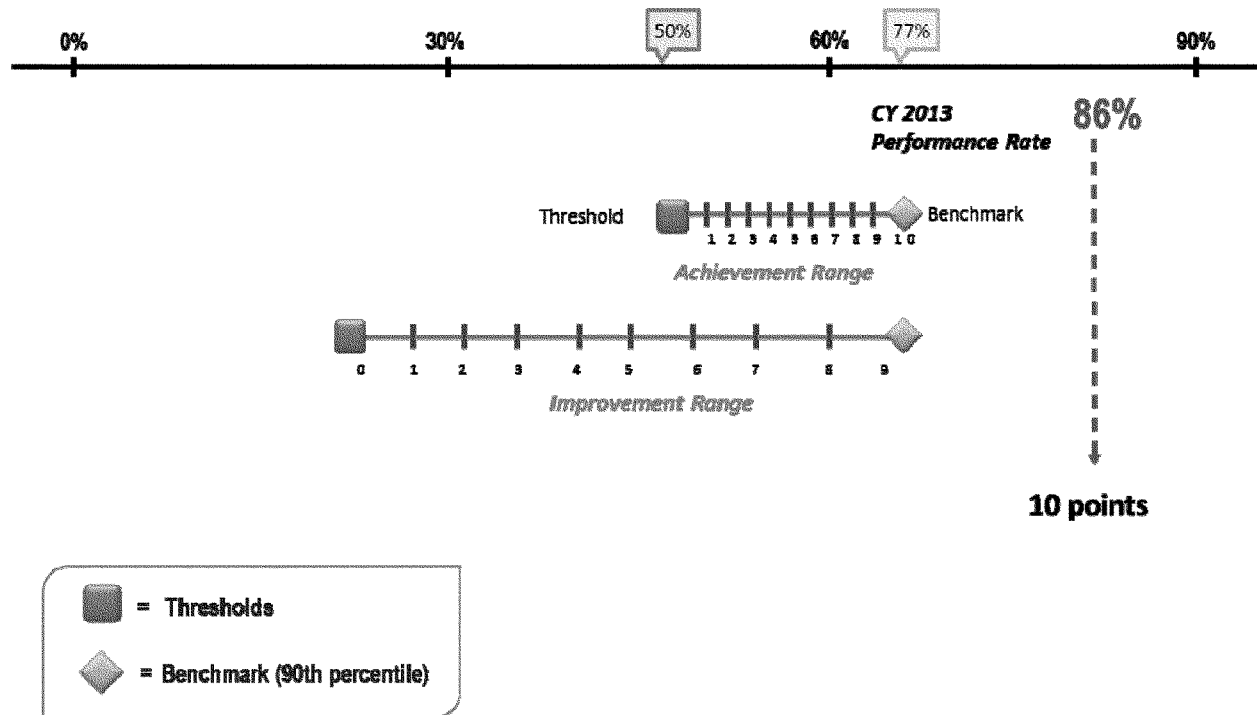 0% 30% 50% 60% 77% 90%
CY 2013 86%
Performance Rate
Threshold Benchmark
1 2 3 4 5 6 7 8 9 10
Achievement Range
0 1 2 3 4 5 6 7 8 9
Improvement Range
10 points
= Thresholds
= Benchmark (90th percentile)